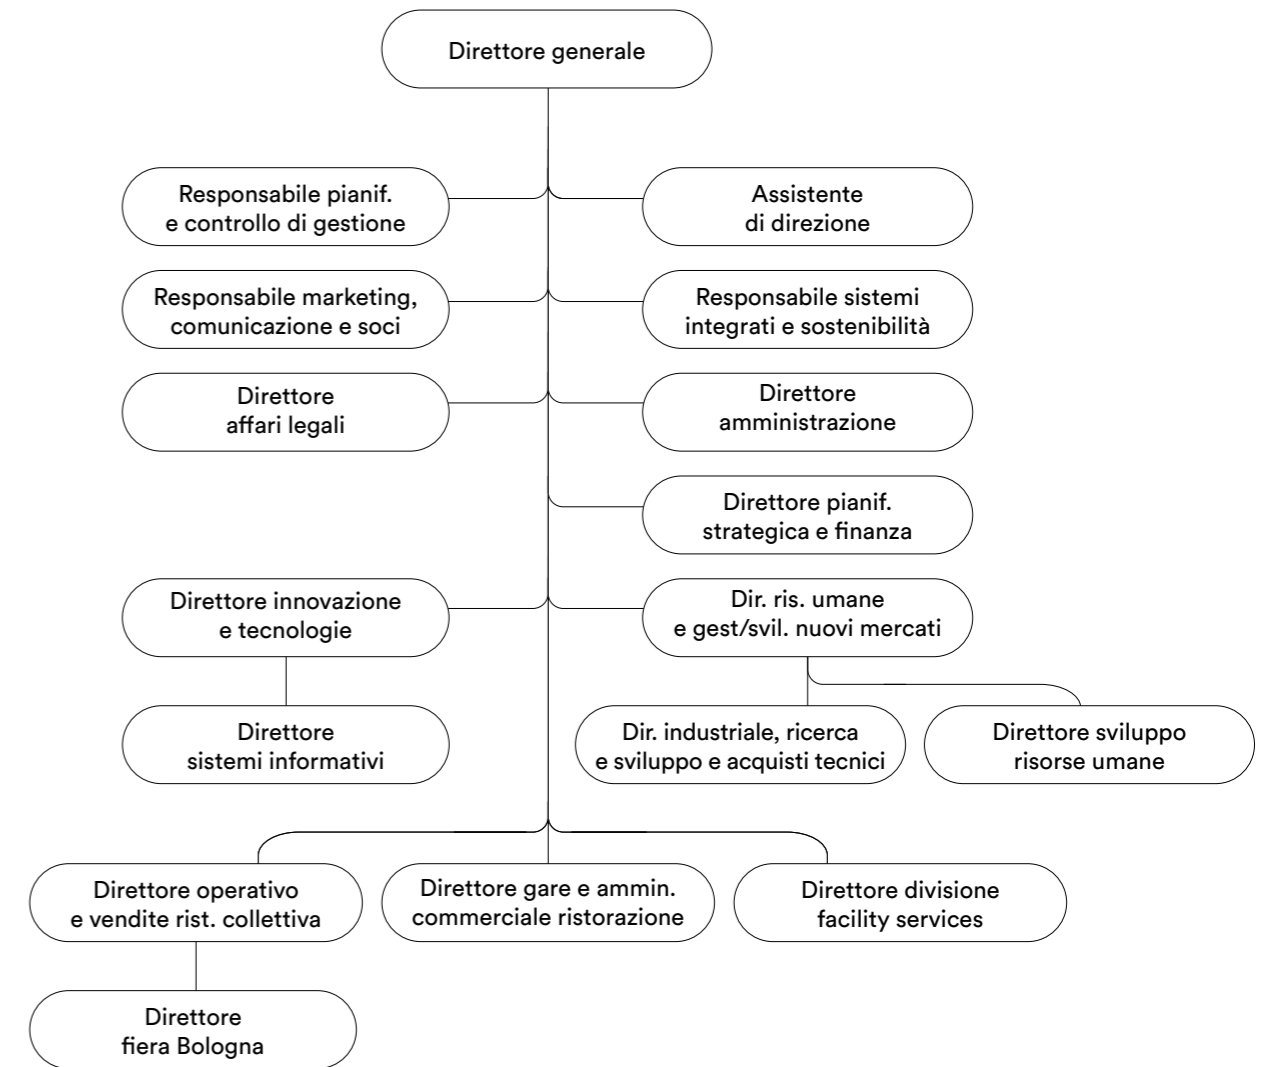 Direttore generale
Responsabile pianif.
e controllo di gestione
Assistente
di direzione
Responsabile marketing,
comunicazione e soci
Responsabile sistemi
integrati e sostenibilità
Direttore
affari legali
Direttore
amministrazione
Direttore pianif.
strategica e finanza
Direttore innovazione
e tecnologie
Dir. ris. umane
e gest/svil. nuovi mercati
Direttore
sistemi informativi
Dir. industriale, ricerca
e sviluppo e acquisti tecnici
Direttore sviluppo
risorse umane
Direttore operativo
e vendite rist. collettiva
Direttore gare e ammin.
commerciale ristorazione
Direttore divisione
facility services
Direttore
fiera Bologna